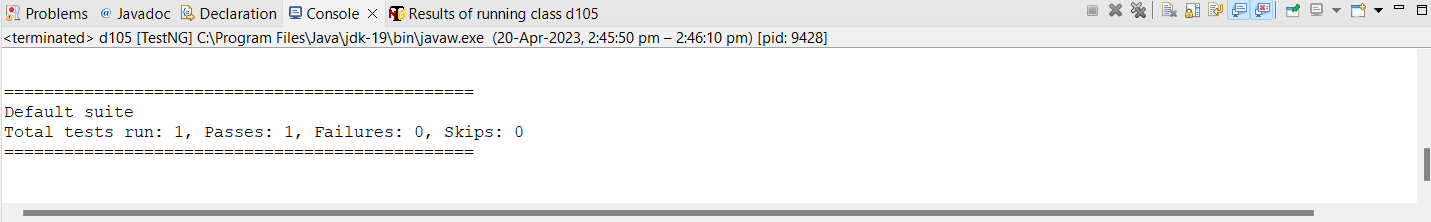 Problems @ Javadoc Declaration Console Results of running class d105
<terminated> d105 [TestNG] C:\Program Files\Java\jdk-19\bin\javaw.exe (20-Apr-2023, 2:45:50 pm – 2:46:10 pm) [pid: 9428]
===============================================
Default suite
Total tests run: 1, Passes: 1, Failures: 0, Skips: 0
===============================================